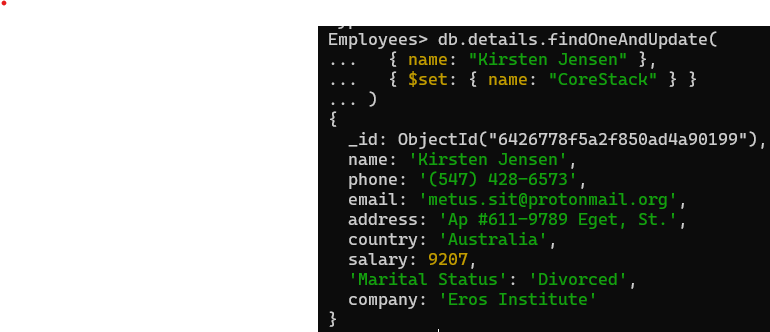 Employees> db.details.findOneAndUpdate(
...   { name: "Kirsten Jensen" },
...   { $set: { name: "CoreStack" } }
... )
{
  _id: ObjectId("6426778f5a2f850ad4a90199"),
  name: 'Kirsten Jensen',
  phone: '(547) 428-6573',
  email: 'metus.sit@protonmail.org',
  address: 'Ap #611-9789 Eget, St.',
  country: 'Australia',
  salary: 9207,
  'Marital Status': 'Divorced',
  company: 'Eros Institute'
}